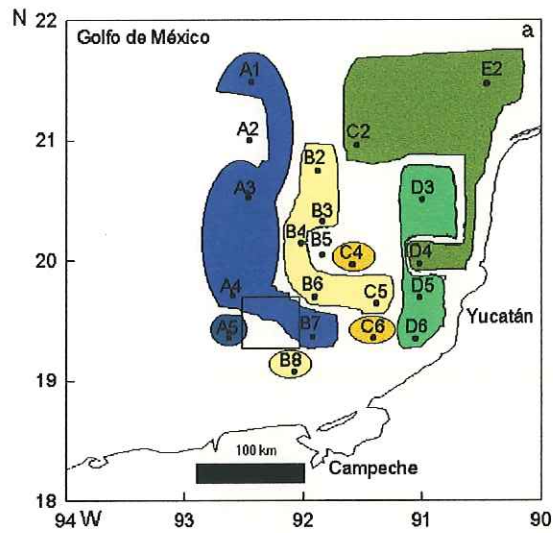 N
22
Golfo de México
a
A1
E2
21
A2
C2
B2
A3
D3
B3
B4
B5
20
C4
D4
A4
B6
C5
D5
Yucatán
A5
B7
C6
D6
19
B8
100 km
Campeche
18
94 W
93
92
91
90